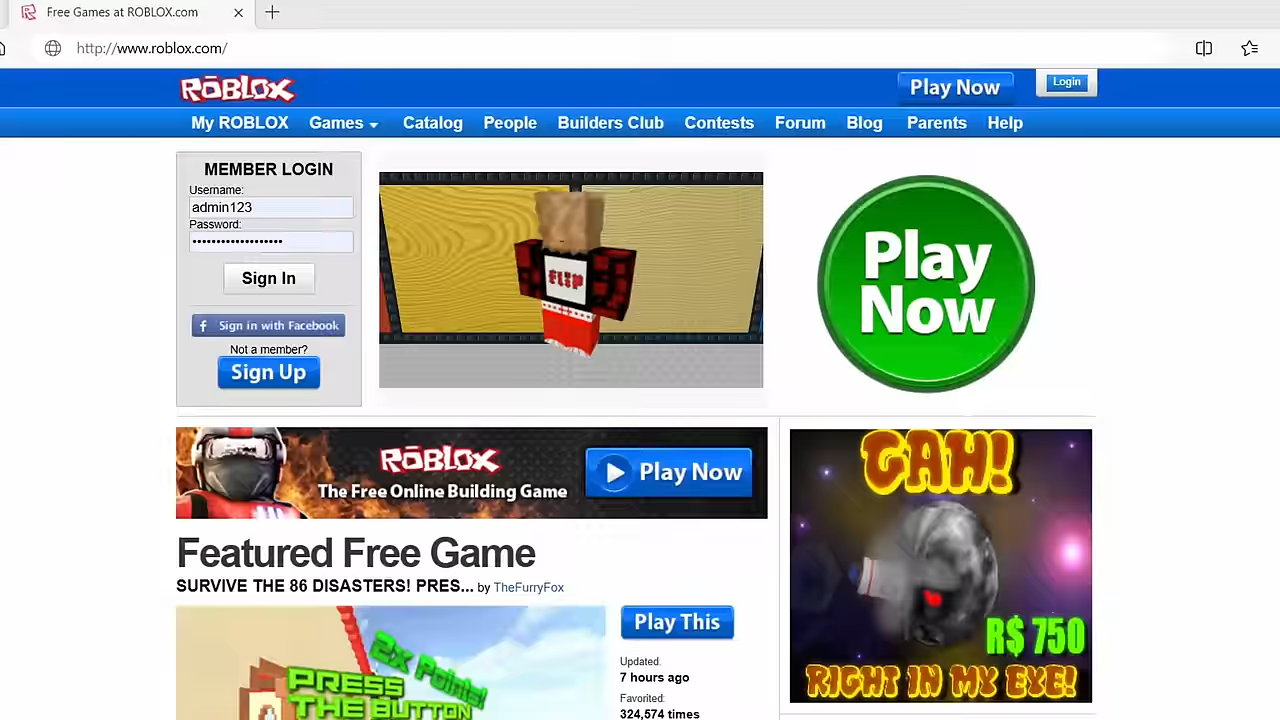 Free Games at ROBLOX.com
http://www.roblox.com/
ROBLOX
Play Now
Login
My ROBLOX Games Catalog People Builders Club Contests Forum Blog Parents Help
MEMBER LOGIN
Username:
admin123
Password:
•••••••••••••••••••
Sign In
f Sign in with Facebook
Not a member?
Sign Up
FLIP
Play
Now
ROBLOX
The Free Online Building Game
Play Now
Featured Free Game
SURVIVE THE 86 DISASTERS! PRES... by TheFurryFox
2x Points!
PRESS
THE BUTTON
Play This
Updated:
7 hours ago
Favorited:
324,574 times
GAH!
R$ 750
RIGHT IN MY EYE!